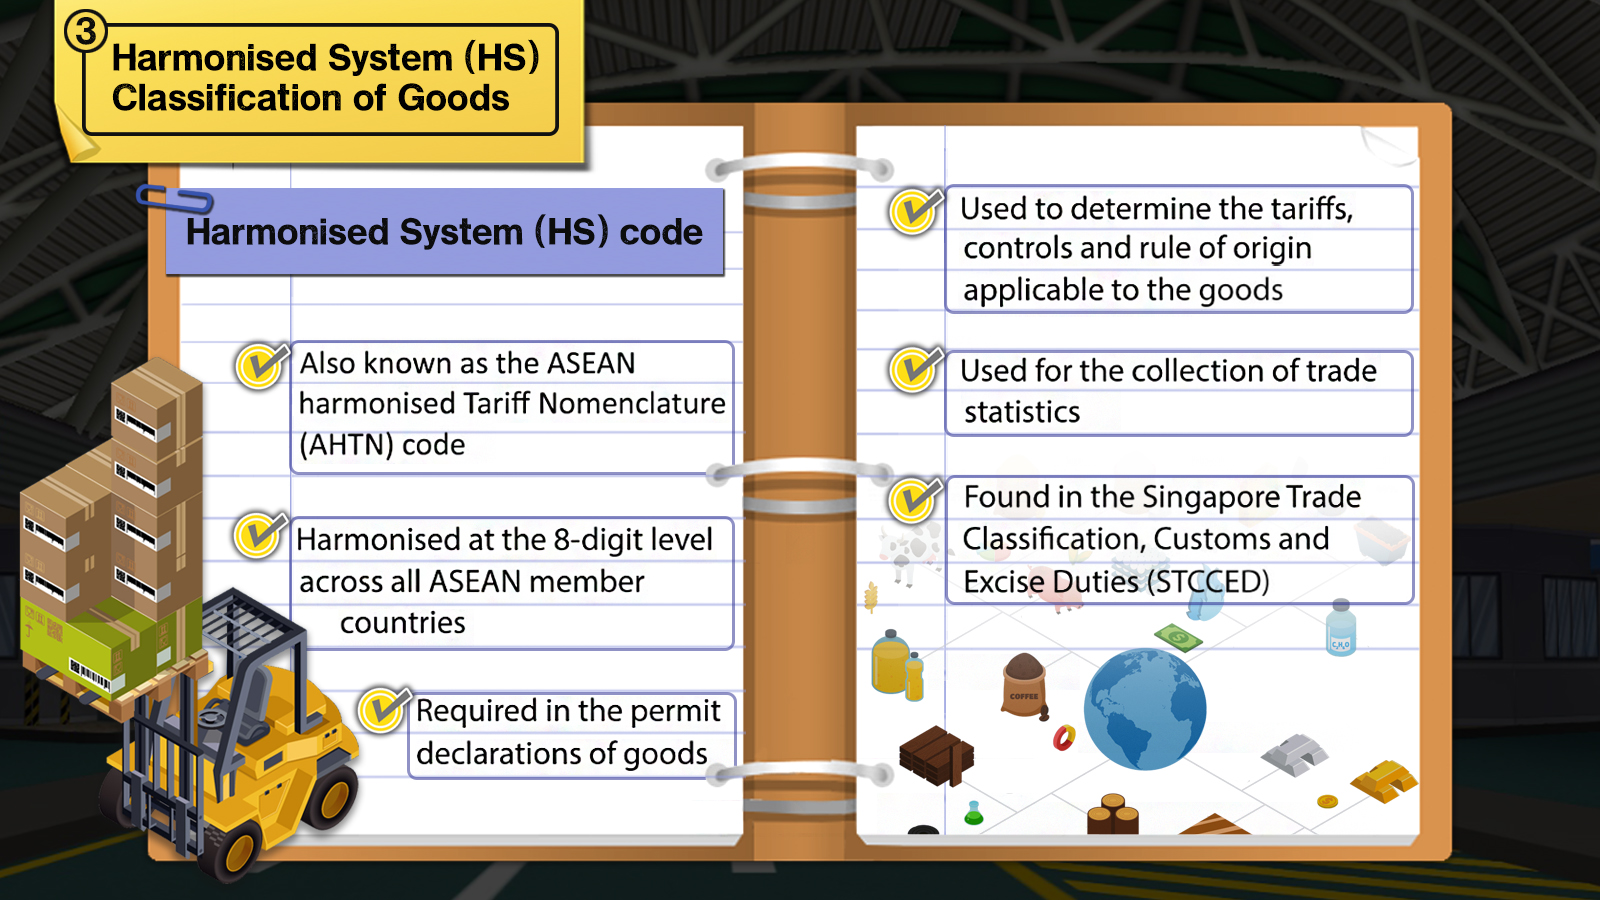 3
Harmonised System (HS)
Classification of Goods
Harmonised System (HS) code
Also known as the ASEAN
harmonised Tariff Nomenclature
(AHTN) code
Harmonised at the 8-digit level
across all ASEAN member
countries
Required in the permit
declarations of goods
Used to determine the tariffs,
controls and rule of origin
applicable to the goods
Used for the collection of trade
statistics
Found in the Singapore Trade
Classification, Customs and
Excise Duties (STCCED)
COFFEE